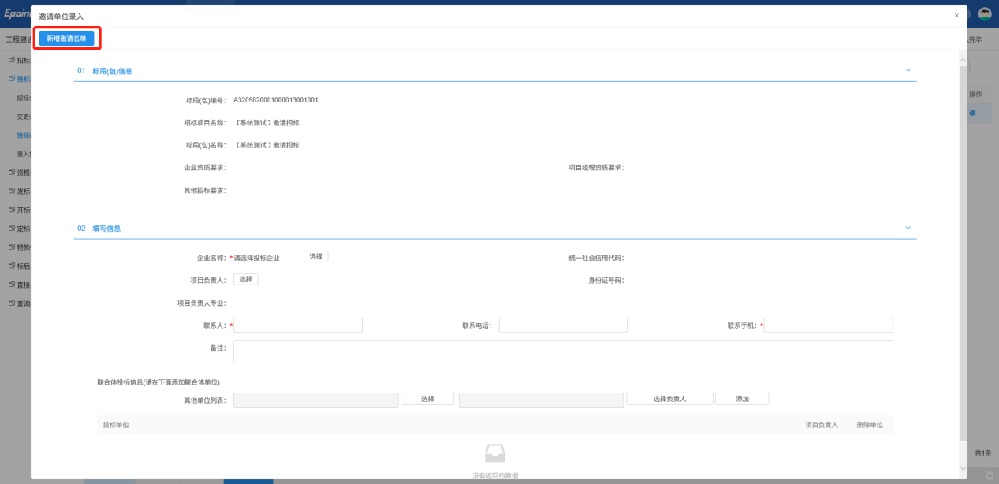 Epoin
邀请单位录入
×
工程建设
新增邀请名单
完毕
招标
01 标段(包)信息
投标
招标
标段(包)编号： A3205820001000013001001
操作
变更
招标项目名称： 【系统测试】邀请招标
投标
标段(包)名称： 【系统测试】邀请招标
录入
资格
企业资质要求： 项目经理资质要求：
发标
其他招标要求：
开标
定标
02 填写信息
特殊
标后
企业名称：*请选择投标企业 选择 统一社会信用代码：
直接
项目负责人： 选择 身份证号码：
查询
项目负责人专业：
联系人：* 联系电话： 联系手机：*
备注：
联合体投标信息(请在下面添加联合体单位)
其他单位列表： 选择 选择负责人 添加
投标单位 项目负责人 删除单位
共1条
没有返回的数据